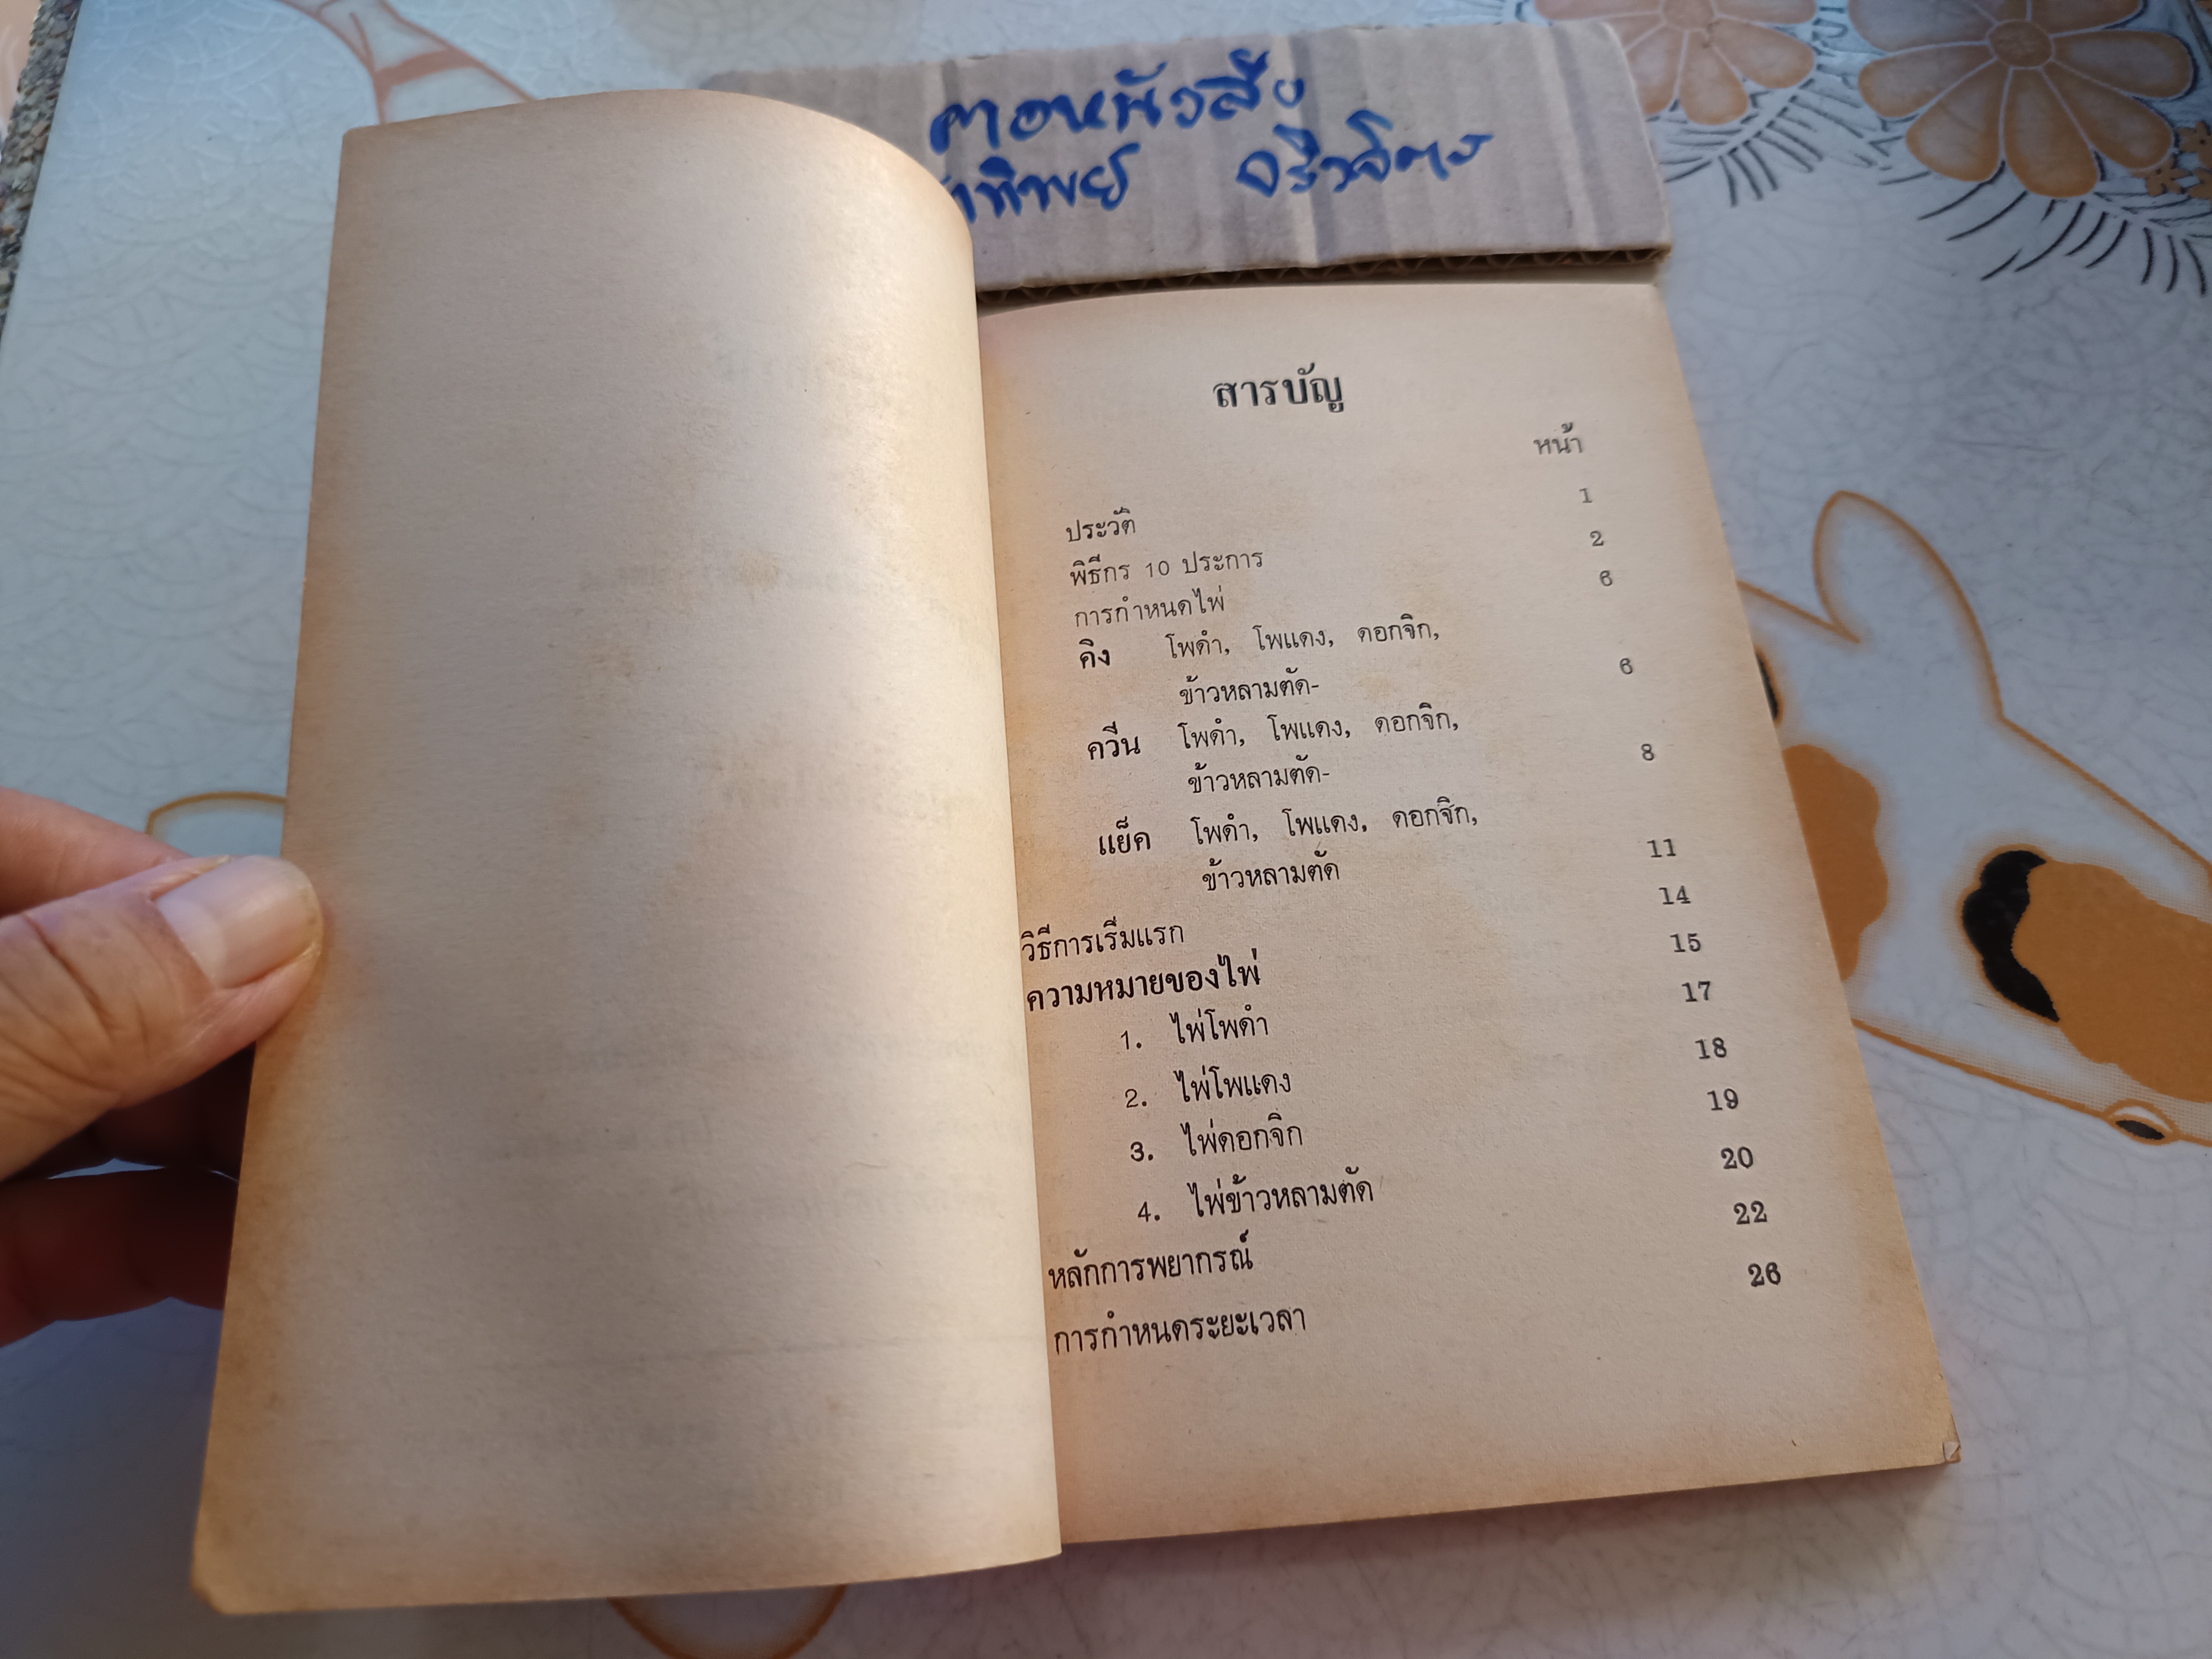 คอหนังสือ
ทิพย์
สารบัญ
หน้า
ประวัติ 1
พิธีกร 10 ประการ 2
การกำหนดไพ่ 6
คิง โพดำ, โพแดง, ดอกจิก,
ข้าวหลามตัด- 6
ควีน โพดำ, โพแดง, ดอกจิก,
ข้าวหลามตัด- 8
แย็ค โพดำ, โพแดง, ดอกจิก,
ข้าวหลามตัด 11
วิธีการเริ่มแรก 14
ความหมายของไพ่ 15
1. ไพ่โพดำ 17
2. ไพ่โพแดง 18
3. ไพ่ดอกจิก 19
4. ไพ่ข้าวหลามตัด 20
หลักการพยากรณ์ 22
การกำหนดระยะเวลา 26